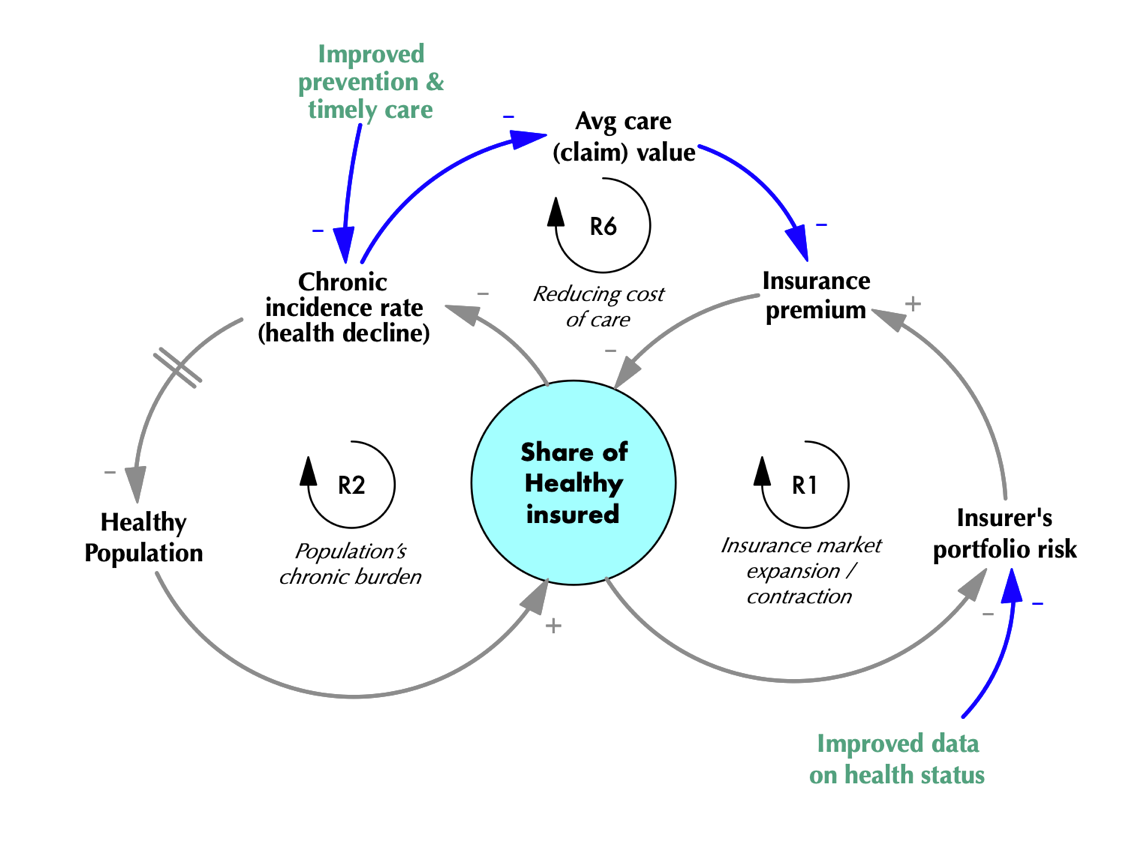 Improved
prevention &
timely care
–
Avg care
(claim) value
–
–
R6
Chronic
incidence rate
(health decline)
Reducing cost
of care
Insurance
premium
–
+
–
Share of
Healthy
insured
–
R2
R1
Healthy
Population
Population's
chronic burden
Insurance market
expansion /
contraction
Insurer's
portfolio risk
+
–
–
Improved data
on health status